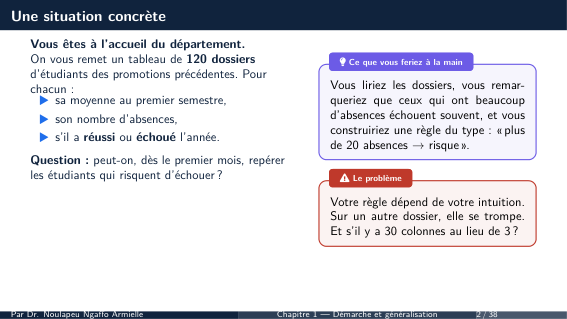 Une situation concrète
Vous êtes à l'accueil du département.
On vous remet un tableau de 120 dossiers
d'étudiants des promotions précédentes. Pour
chacun :
sa moyenne au premier semestre,
son nombre d'absences,
s'il a réussi ou échoué l'année.
Question : peut-on, dès le premier mois, repérer
les étudiants qui risquent d'échouer ?
Ce que vous feriez à la main
Vous liriez les dossiers, vous remar-
queriez que ceux qui ont beaucoup
d'absences échouent souvent, et vous
construiriez une règle du type : « plus
de 20 absences → risque ».
Le problème
Votre règle dépend de votre intuition.
Sur un autre dossier, elle se trompe.
Et s'il y a 30 colonnes au lieu de 3 ?
Par Dr. Noulapeu Ngaffo Armielle
Chapitre 1 — Démarche et généralisation
2 / 38